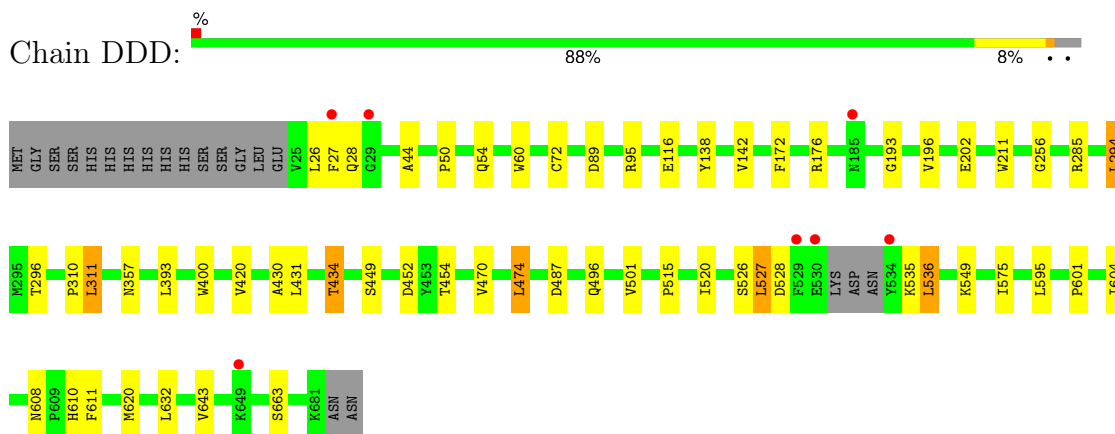 %
Chain DDD:
88% 8% • •
MET GLY SER SER HIS HIS HIS HIS HIS HIS SER SER GLY LEU GLU V25 L26 F27 Q28 G29 A44 P50 Q54 W60 C72 D89 R95 E116 Y138 V142 F172 R176 N185 G193 V196 E202 W211 G256 R285 L294
M295 T296 P310 L311 N357 L393 W400 V420 A430 L431 T434 S449 D452 Y453 T454 V470 L474 D487 Q496 V501 P515 I520 S526 L527 D528 F529 E530 LYS ASP ASN Y534 K535 L536 K549 I575 L595 P601 I604
N608 P609 H610 F611 M620 L632 V643 K649 S663 K681 ASN ASN